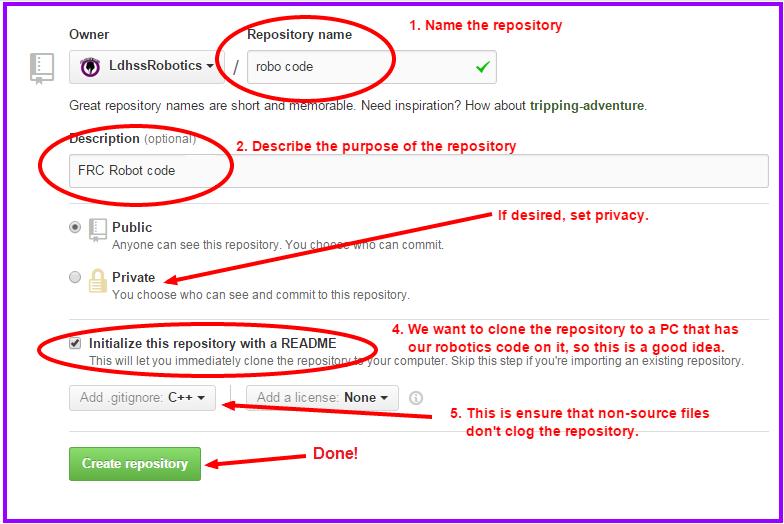 Owner
Repository name
1. Name the repository
LdhssRobotics / robo code
Great repository names are short and memorable. Need inspiration? How about tripping-adventure.
Description (optional)
2. Describe the purpose of the repository
FRC Robot code
If desired, set privacy.
Public
Anyone can see this repository. You choose who can commit.
Private
You choose who can see and commit to this repository.
4. We want to clone the repository to a PC that has
our robotics code on it, so this is a good idea.
Initialize this repository with a README
This will let you immediately clone the repository to your computer. Skip this step if you're importing an existing repository.
Add .gitignore: C++
Add a license: None
5. This is ensure that non-source files
don't clog the repository.
Create repository
Done!